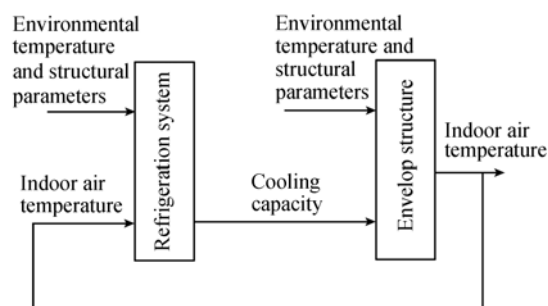 Environmental
temperature
and structural
parameters
Refrigeration system
Indoor air
temperature
Cooling
capacity
Environmental
temperature and
structural
parameters
Envelop structure
Indoor air
temperature